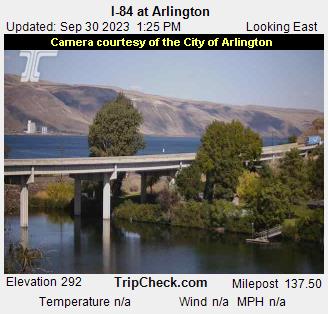 I-84 at Arlington
Updated: Sep 30 2023 1:25 PM Looking East
Camera courtesy of the City of Arlington
Elevation 292 TripCheck.com Milepost 137.50
Temperature n/a Wind n/a MPH n/a